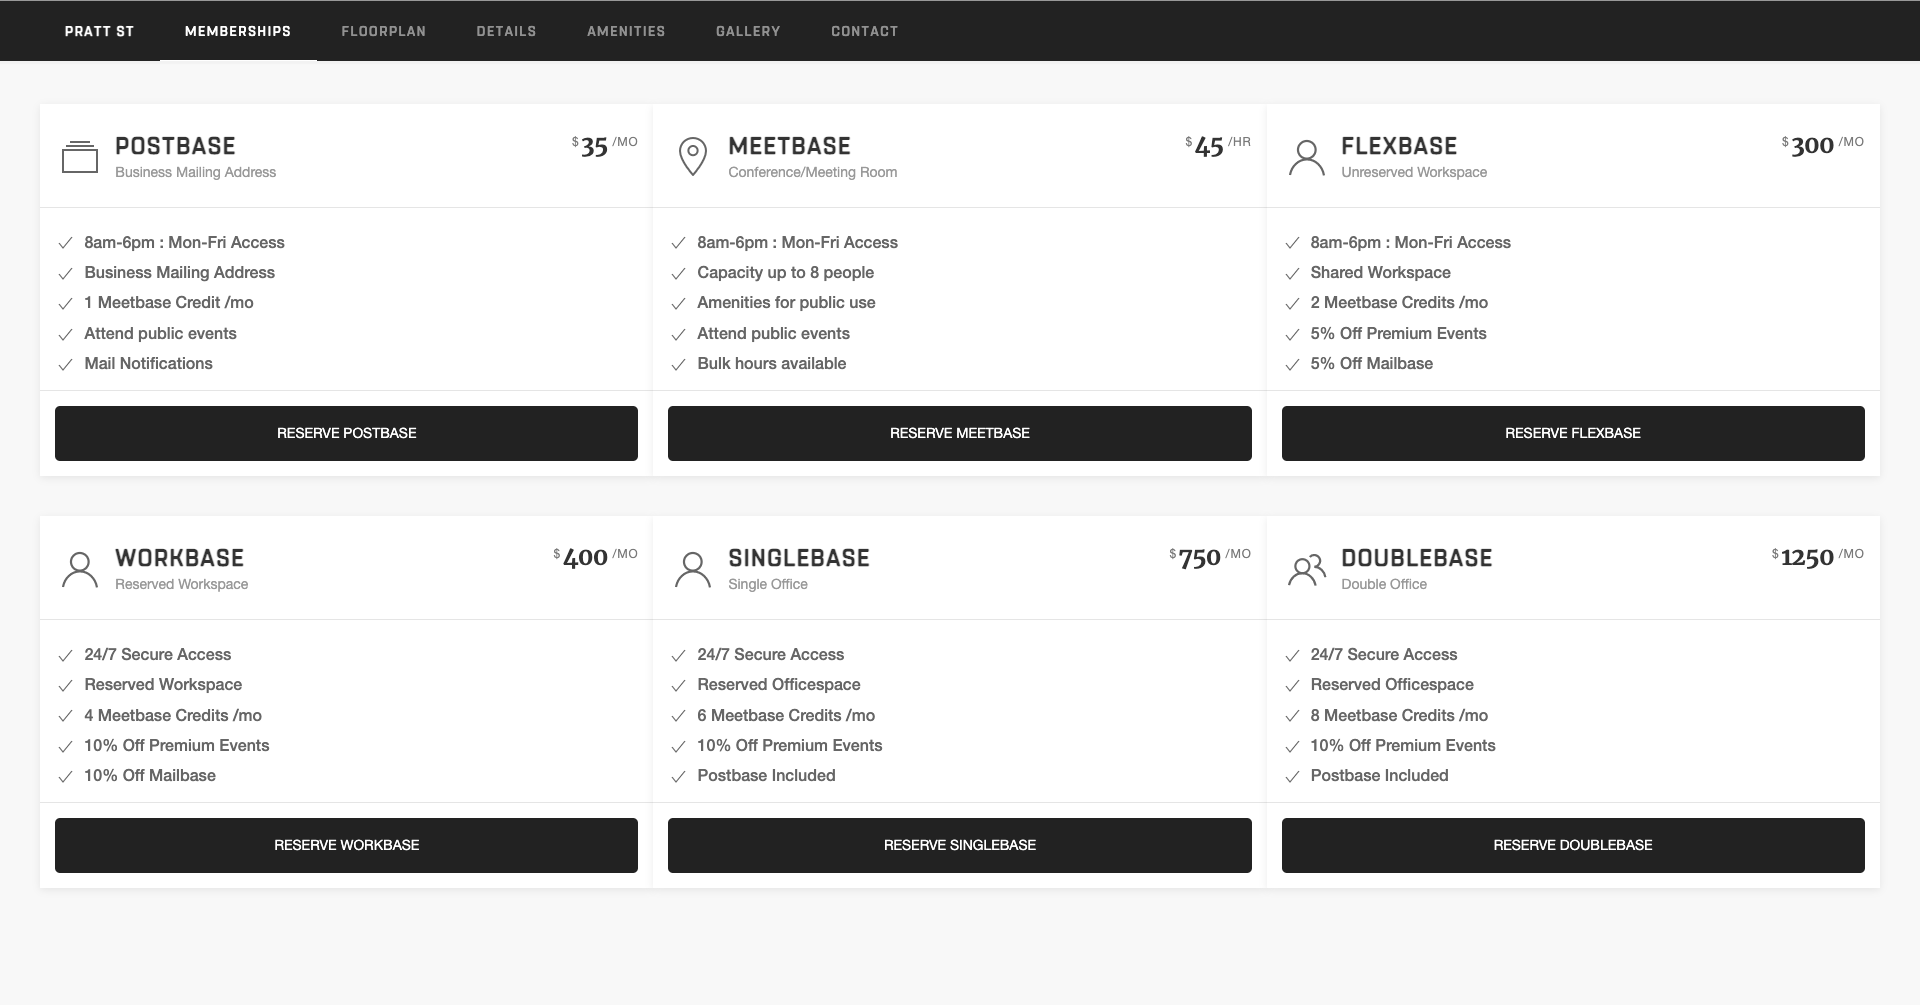 PRATT ST MEMBERSHIPS FLOORPLAN DETAILS AMENITIES GALLERY CONTACT
POSTBASE
$ 35 /MO
Business Mailing Address
8am-6pm : Mon-Fri Access
Business Mailing Address
1 Meetbase Credit /mo
Attend public events
Mail Notifications
RESERVE POSTBASE
MEETBASE
$ 45 /HR
Conference/Meeting Room
8am-6pm : Mon-Fri Access
Capacity up to 8 people
Amenities for public use
Attend public events
Bulk hours available
RESERVE MEETBASE
FLEXBASE
$ 300 /MO
Unreserved Workspace
8am-6pm : Mon-Fri Access
Shared Workspace
2 Meetbase Credits /mo
5% Off Premium Events
5% Off Mailbase
RESERVE FLEXBASE
WORKBASE
$ 400 /MO
Reserved Workspace
24/7 Secure Access
Reserved Workspace
4 Meetbase Credits /mo
10% Off Premium Events
10% Off Mailbase
RESERVE WORKBASE
SINGLEBASE
$ 750 /MO
Single Office
24/7 Secure Access
Reserved Officespace
6 Meetbase Credits /mo
10% Off Premium Events
Postbase Included
RESERVE SINGLEBASE
DOUBLEBASE
$ 1250 /MO
Double Office
24/7 Secure Access
Reserved Officespace
8 Meetbase Credits /mo
10% Off Premium Events
Postbase Included
RESERVE DOUBLEBASE